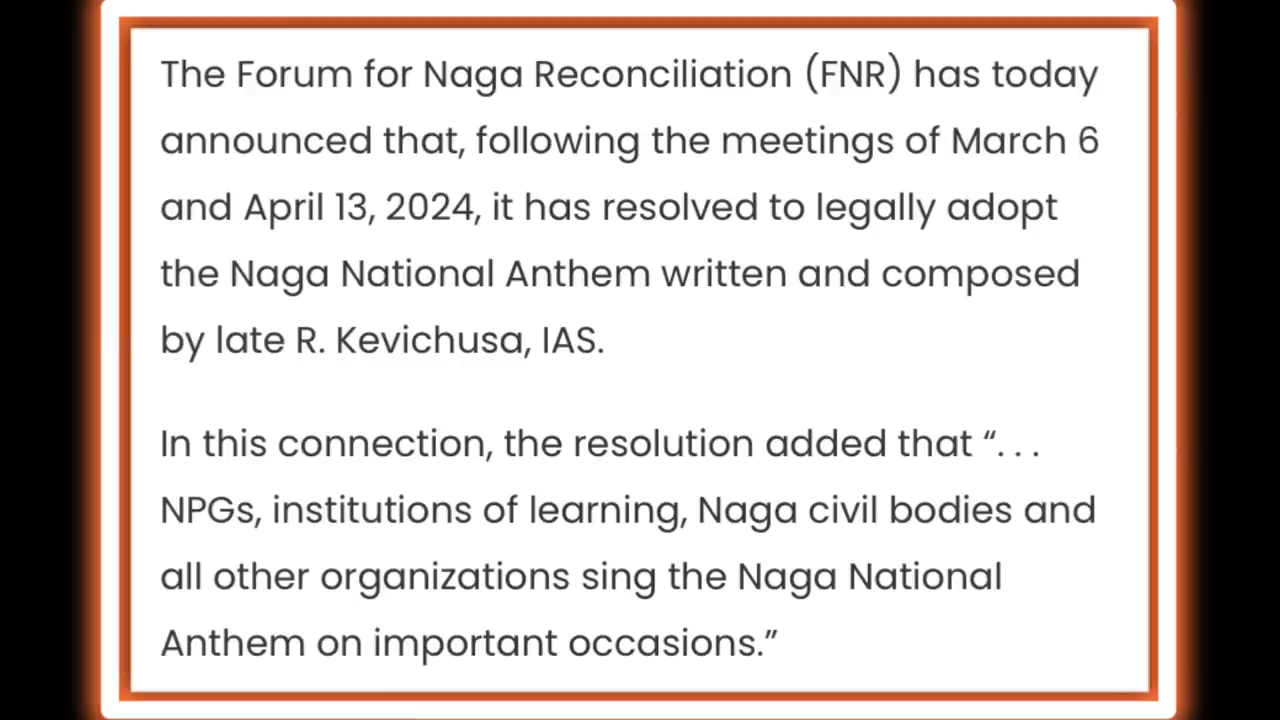 The Forum for Naga Reconciliation (FNR) has today
announced that, following the meetings of March 6
and April 13, 2024, it has resolved to legally adopt
the Naga National Anthem written and composed
by late R. Kevichusa, IAS.
In this connection, the resolution added that “. . .
NPGs, institutions of learning, Naga civil bodies and
all other organizations sing the Naga National
Anthem on important occasions.”